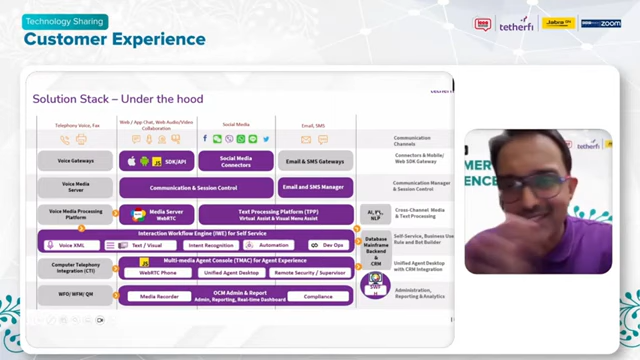 Technology Sharing
Customer Experience
tetherfi
Jabra GN
zoom
Solution Stack – Under the hood
Telephony Voice, Fax
Web / App Chat, Web Audio/Video
Collaboration
Social Media
Email, SMS
Communication
Channels
Voice Gateways
JS SDK/API
Social Media
Connectors
Email & SMS Gateways
Connectors & Mobile/
Web SDK Gateway
Voice Media
Server
Communication & Session Control
Email and SMS Manager
Communication Manager
& Session Control
Voice Media Processing
Platform
Media Server
WebRTC
Text Processing Platform (TPP)
Virtual Assist & Visual Menu Assist
NLP
Cross-Channel Media
& Text Processing
Interaction Workflow Engine (IWE) for Self Service
Voice XML
Text / Visual
Intent Recognition
Automation
Dev Ops
Database
Mainframe
Backend
&
CRM
Self-Service, Business Use
Rule and Bot Builder
Computer Telephony
Integration (CTI)
JS
Multi-media Agent Console (TMAC) for Agent Experience
WebRTC Phone
Unified Agent Desktop
Remote Security / Supervisor
Unified Agent Desktop
with CRM Integration
WFO/ WFM/ QM
Media Recorder
OCM Admin & Report
Admin, Reporting, Real-time Dashboard
Compliance
Administration,
Reporting & Analytics
tetherfi